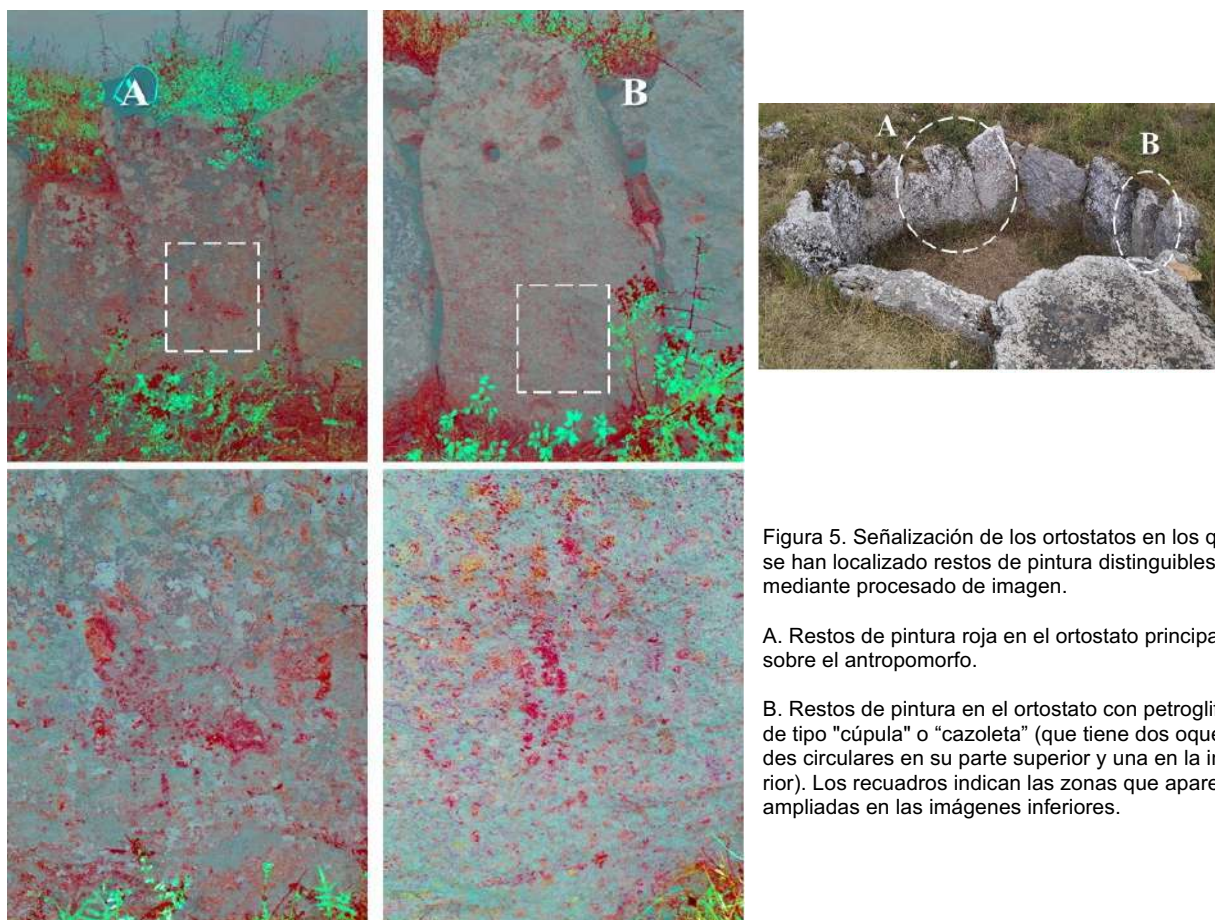 A
B
A
B
Figura 5. Señalización de los ortostatos en los q
se han localizado restos de pintura distinguibles
mediante procesado de imagen.
A. Restos de pintura roja en el ortostato principa
sobre el antropomorfo.
B. Restos de pintura en el ortostato con petroglif
de tipo "cúpula" o “cazoleta” (que tiene dos oque
des circulares en su parte superior y una en la i
rior). Los recuadros indican las zonas que apare
ampliadas en las imágenes inferiores.